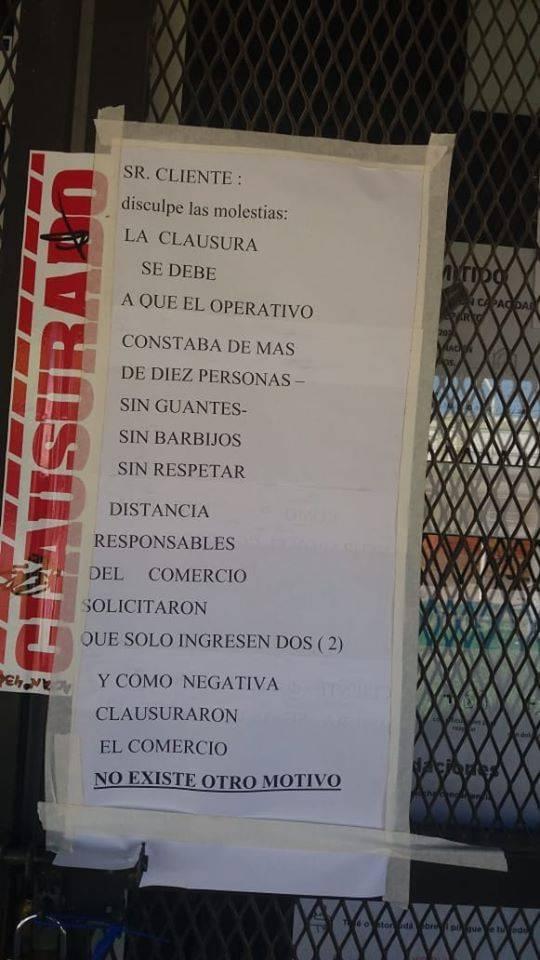 SR. CLIENTE :
disculpe las molestias:
LA CLAUSURA
SE DEBE
A QUE EL OPERATIVO
CONSTABA DE MAS
DE DIEZ PERSONAS –
SIN GUANTES-
SIN BARBIJOS
SIN RESPETAR
DISTANCIA
RESPONSABLES
DEL COMERCIO
SOLICITARON
QUE SOLO INGRESEN DOS ( 2)
Y COMO NEGATIVA
CLAUSURARON
EL COMERCIO
NO EXISTE OTRO MOTIVO
CLAUSURADO